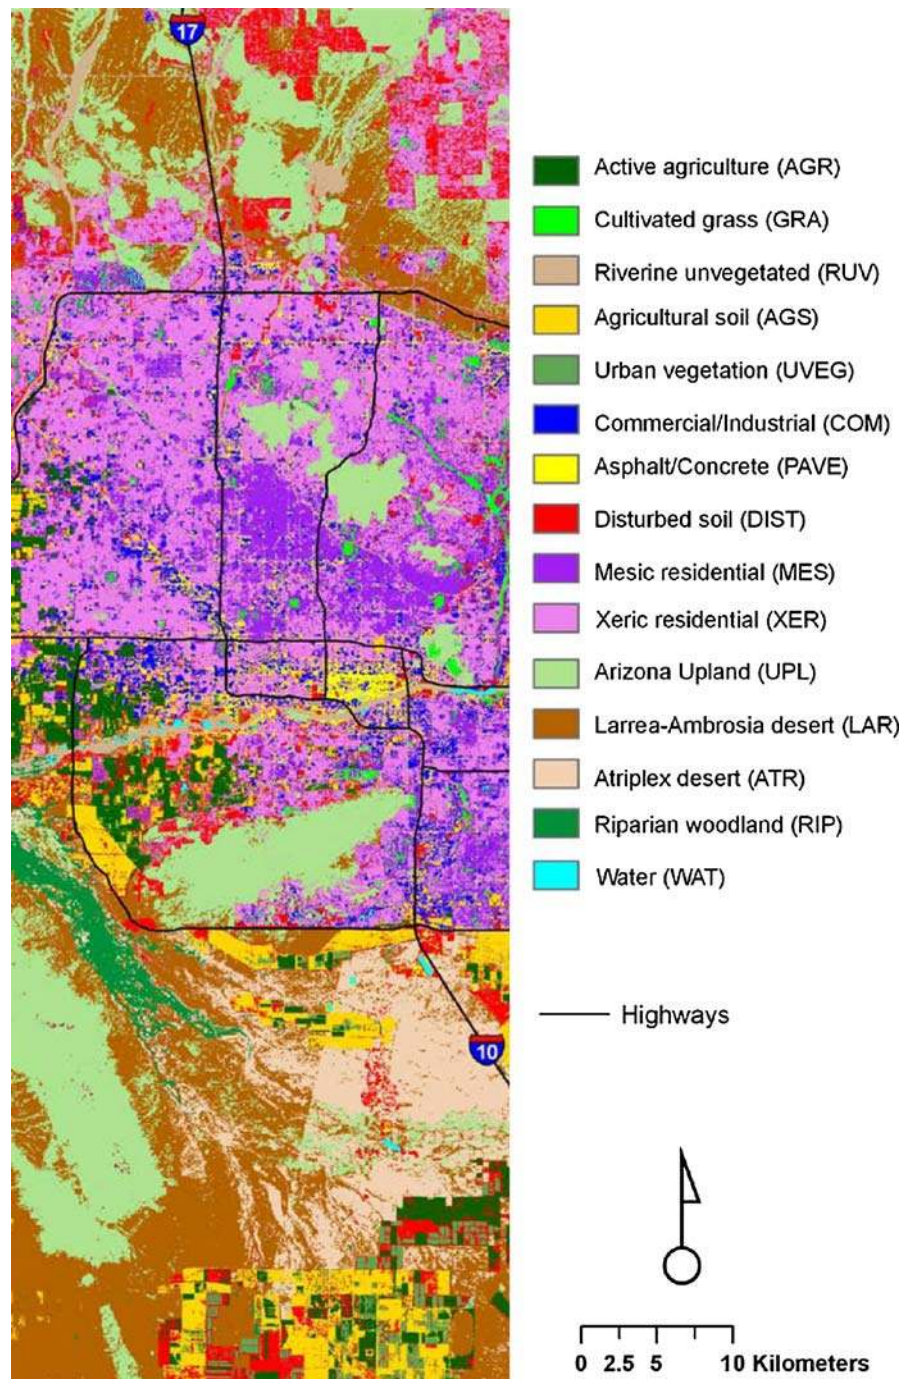 17
Active agriculture (AGR)
Cultivated grass (GRA)
Riverine unvegetated (RUV)
Agricultural soil (AGS)
Urban vegetation (UVEG)
Commercial/Industrial (COM)
Asphalt/Concrete (PAVE)
Disturbed soil (DIST)
Mesic residential (MES)
Xeric residential (XER)
Arizona Upland (UPL)
Larrea-Ambrosia desert (LAR)
Atriplex desert (ATR)
Riparian woodland (RIP)
Water (WAT)
Highways
10
0 2.5 5 10 Kilometers